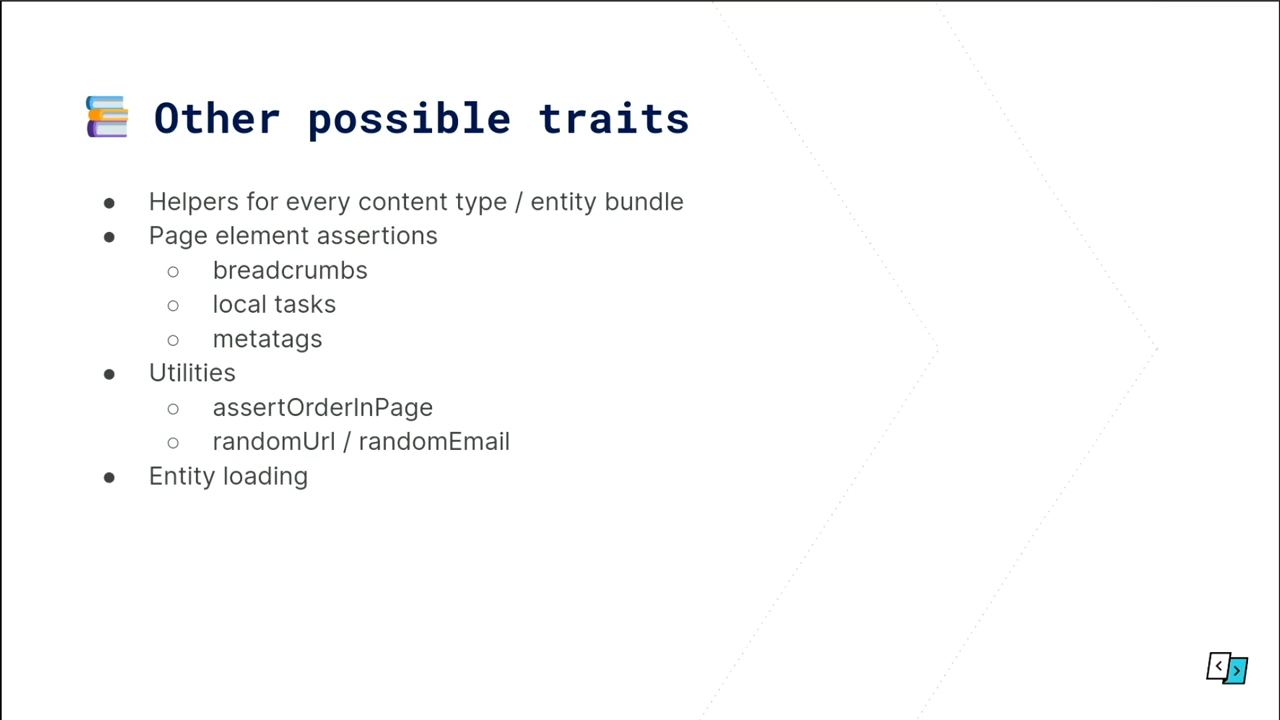 📚 Other possible traits
● Helpers for every content type / entity bundle
● Page element assertions
○ breadcrumbs
○ local tasks
○ metatags
● Utilities
○ assertOrderInPage
○ randomUrl / randomEmail
● Entity loading